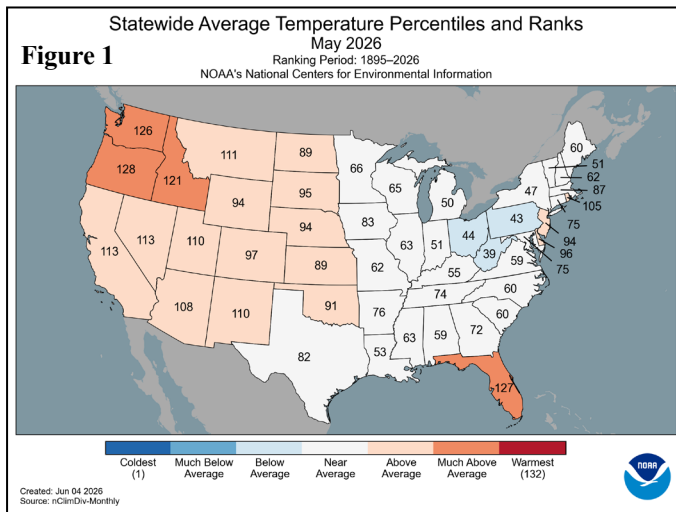 Statewide Average Temperature Percentiles and Ranks
May 2026
Figure 1
Ranking Period: 1895–2026
NOAA's National Centers for Environmental Information
126
128
121
111
89
66
65
50
60
51
62
87
105
47
75
94
95
83
113
113
110
97
94
63
51
44
43
39
94
96
75
59
89
62
55
108
110
91
76
74
60
60
82
53
63
59
72
127
Coldest
(1)
Much Below
Average
Below
Average
Near
Average
Above
Average
Much Above
Average
Warmest
(132)
Created: Jun 04 2026
Source: nClimDiv-Monthly
NOAA